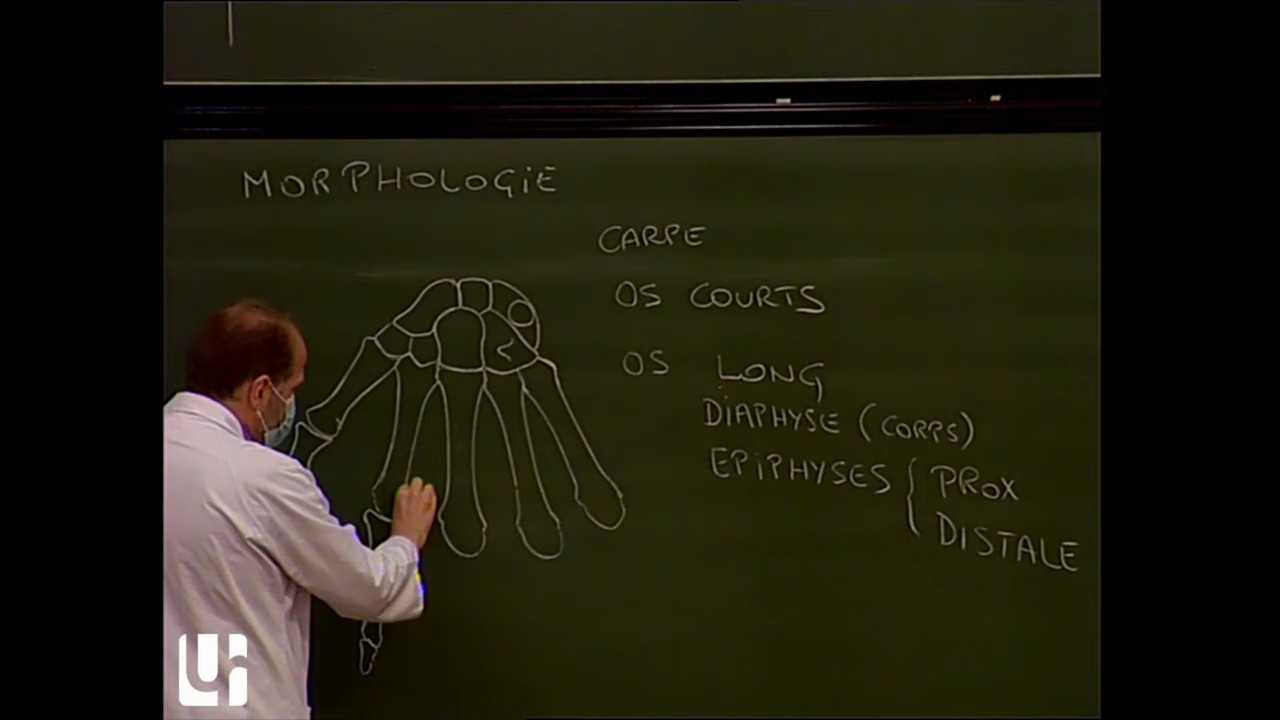 MORPHOLOGIE
CARPE
OS COURTS
OS LONG
DIAPHYSE (CORPS)
EPIPHYSES { PROX
DISTALE